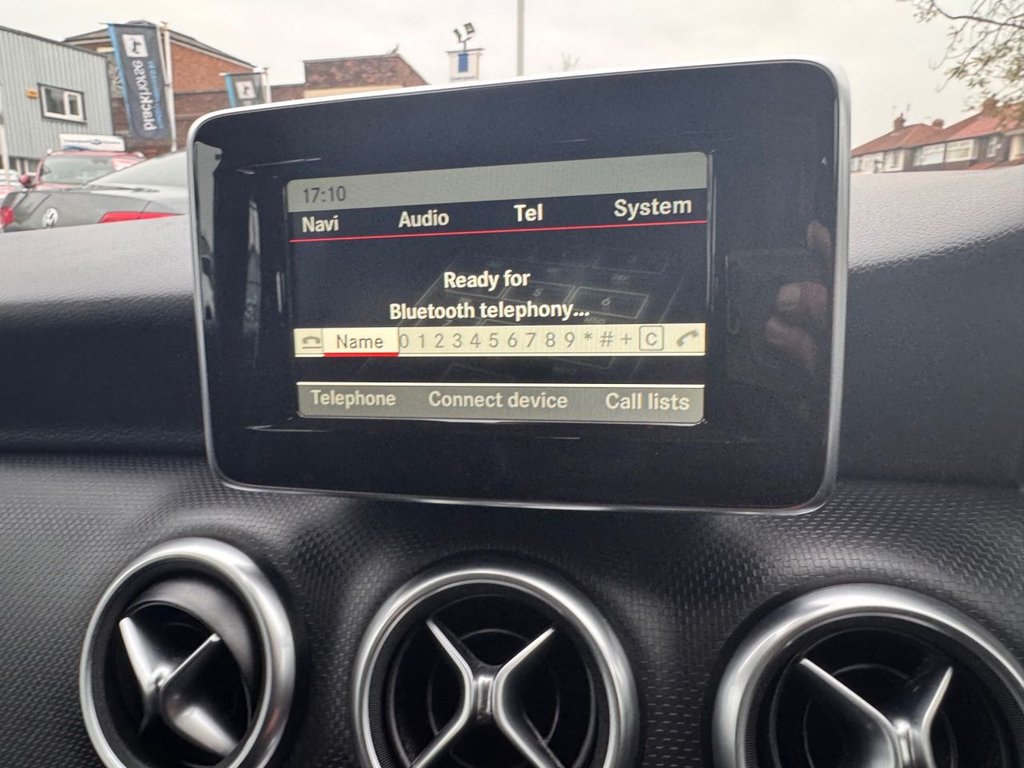 blackhorse
17:10
Navi Audio Tel System
Ready for
Bluetooth telephony...
Name 0 1 2 3 4 5 6 7 8 9 * # + C
Telephone Connect device Call lists